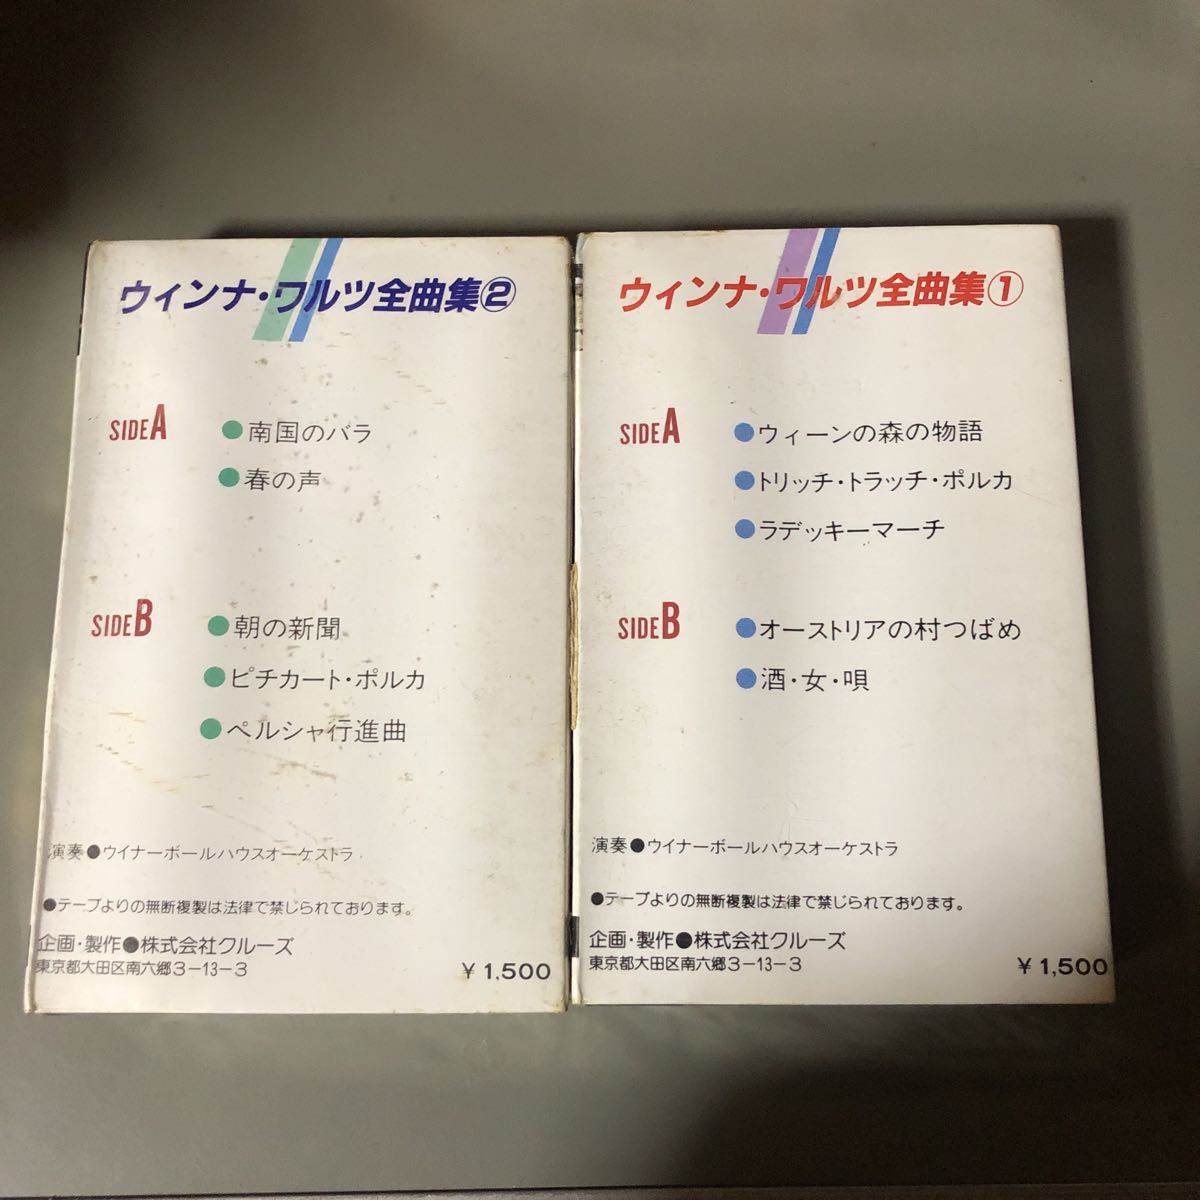 ウィンナ・ワルツ全曲集②
SIDE A
●南国のバラ
●春の声
SIDE B
●朝の新聞
●ピチカート・ポルカ
●ペルシャ行進曲
演奏●ウイナーボールハウスオーケストラ
●テープよりの無断複製は法律で禁じられております。
企画・製作●株式会社クルーズ
東京都大田区南六郷3-13-3
¥1,500
ウィンナ・ワルツ全曲集①
SIDE A
●ウィーンの森の物語
●トリッチ・トラッチ・ポルカ
●ラデッキーマーチ
SIDE B
●オーストリアの村つばめ
●酒・女・唄
演奏●ウイナーボールハウスオーケストラ
●テープよりの無断複製は法律で禁じられております。
企画・製作●株式会社クルーズ
東京都大田区南六郷3-13-3
¥1,500